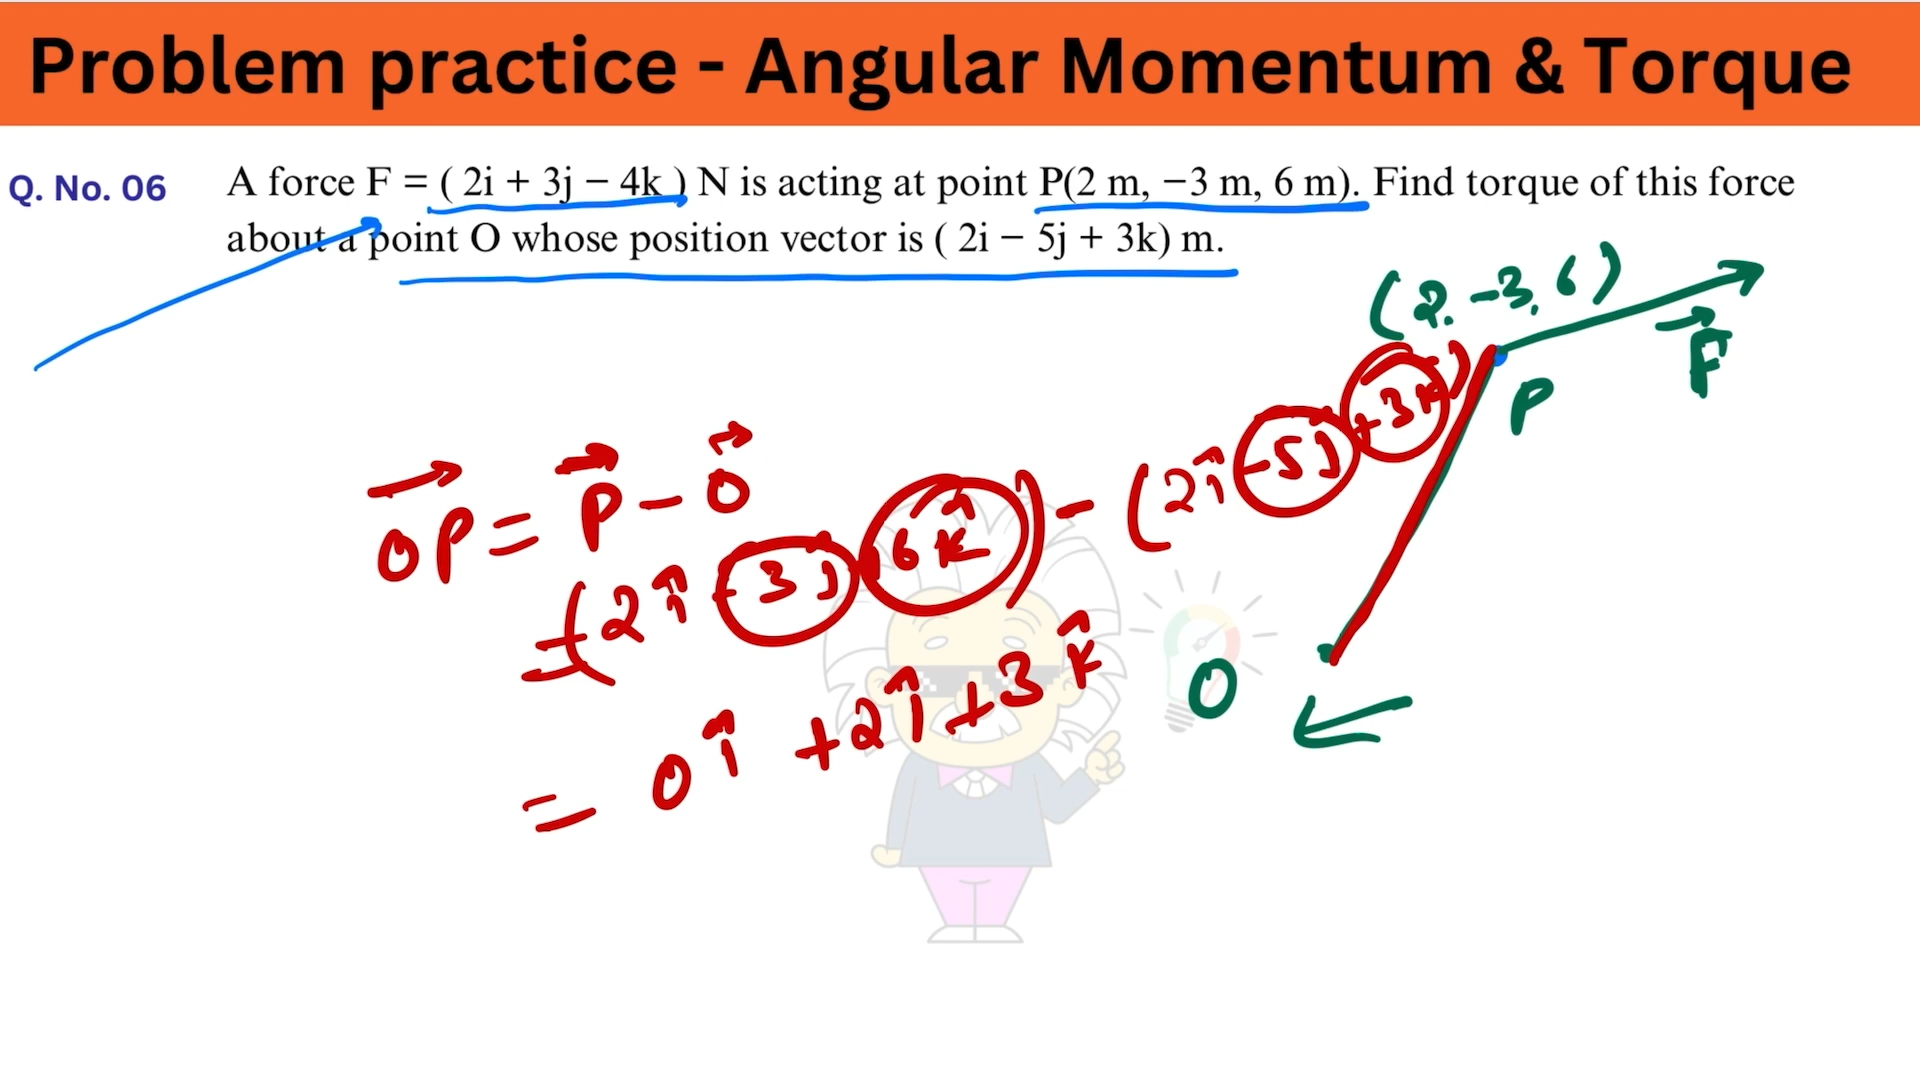 Problem practice - Angular Momentum & Torque
Q. No. 06
A force F = ( 2i + 3j − 4k ) N is acting at point P(2 m, −3 m, 6 m). Find torque of this force
about a point O whose position vector is ( 2i − 5j + 3k) m.
(2, -3, 6)
F⃗
P
O
OP⃗ = P⃗ - O⃗
= (2î - 3ĵ + 6k̂) - (2î - 5ĵ + 3k̂)
= 0î + 2ĵ + 3k̂